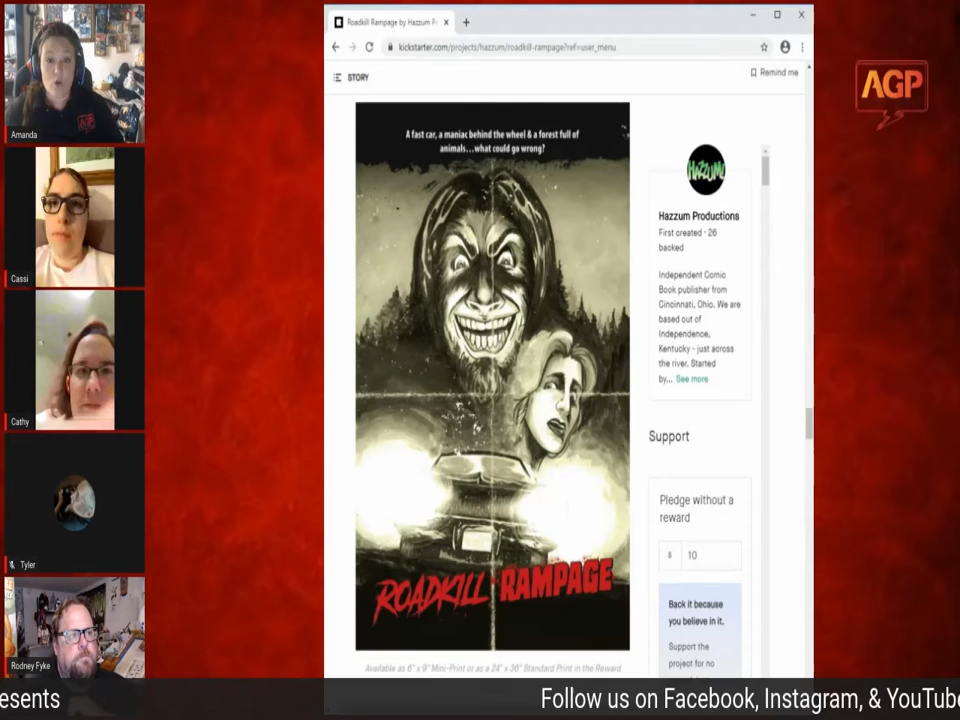 Amanda
Cassi
Cathy
Tyler
Rodney Fyke
Roadkill Rampage by Hazzum P
kickstarter.com/projects/hazzum/roadkill-rampage?ref=user_menu
STORY
Remind me
A fast car, a maniac behind the wheel & a forest full of
animals...what could go wrong?
ROADKILL RAMPAGE
Available as 6" x 9" Mini-Print or as a 24" x 36" Standard Print in the Reward
HAZZUM!
Hazzum Productions
First created · 26
backed
Independent Comic
Book publisher from
Cincinnati, Ohio. We are
based out of
Independence,
Kentucky - just across
the river. Started
by... See more
Support
Pledge without a
reward
$ 10
Back it because
you believe in it.
Support the
project for no
AGP
esents
Follow us on Facebook, Instagram, & YouTube